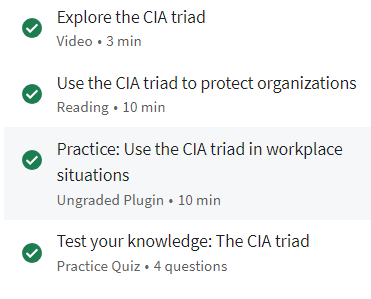 Explore the CIA triad
Video • 3 min
Use the CIA triad to protect organizations
Reading • 10 min
Practice: Use the CIA triad in workplace
situations
Ungraded Plugin • 10 min
Test your knowledge: The CIA triad
Practice Quiz • 4 questions